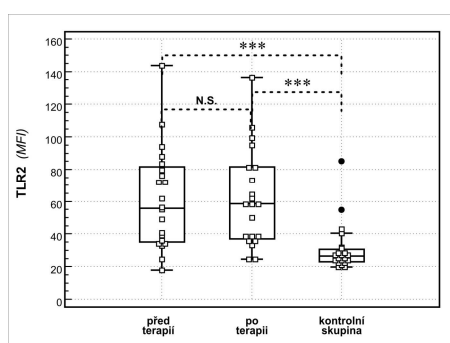 160
140
120
100
80
60
40
20
0
TLR2 (MFI)
***
***
N.S.
před
terapií
po
terapii
kontrolní
skupina